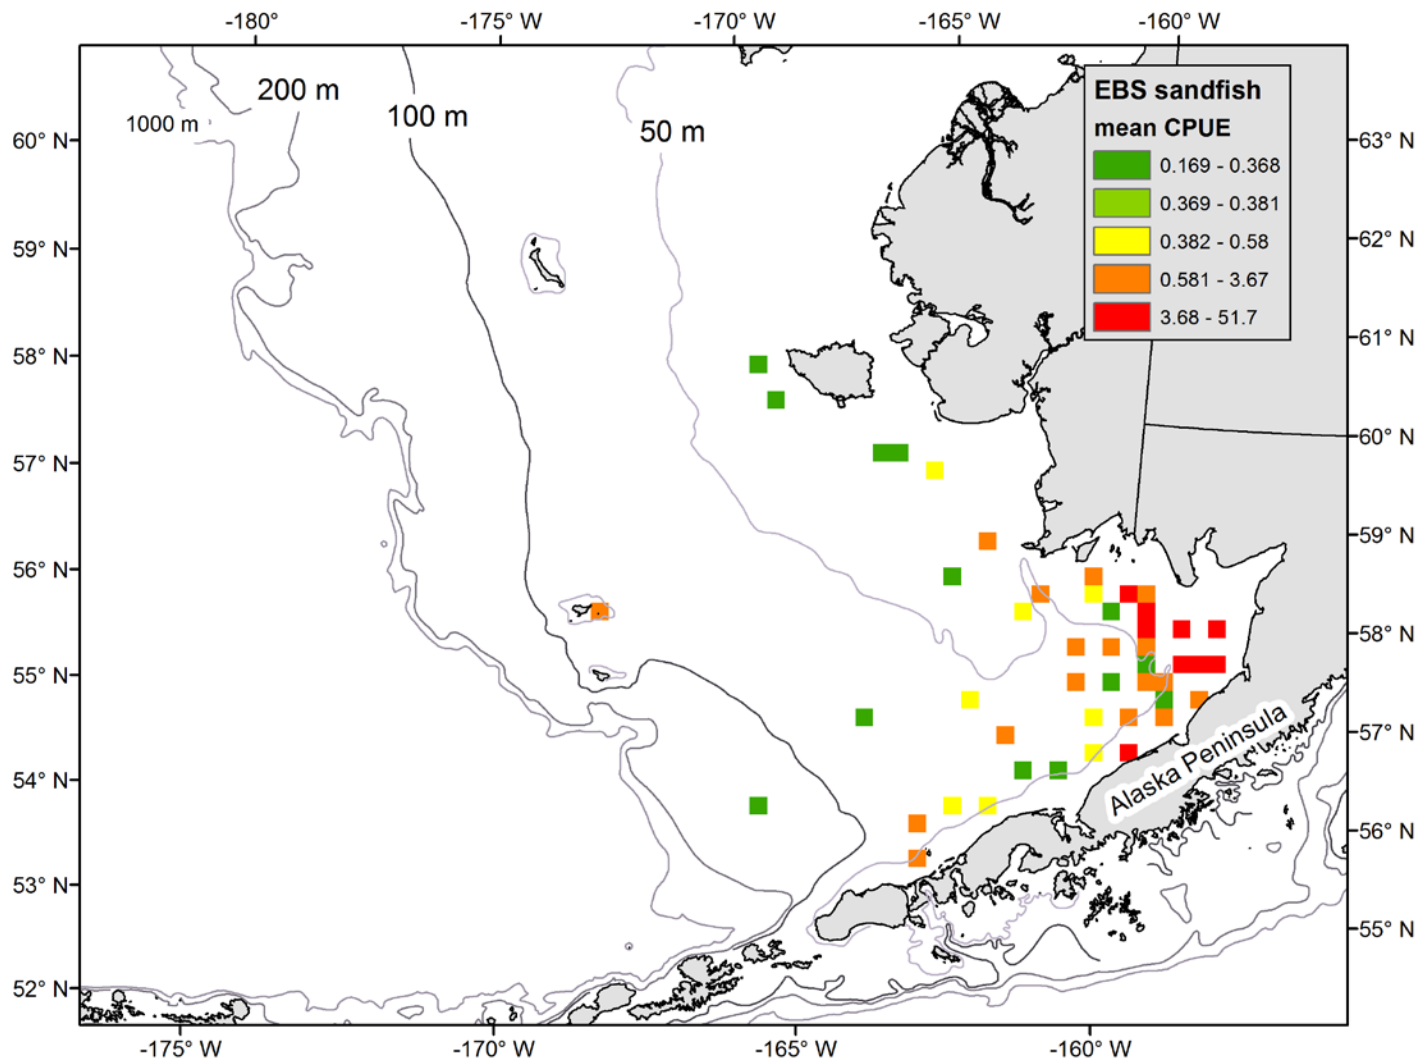 -180°
-175° W
-170° W
-165° W
-160° W
200 m
1000 m
100 m
50 m
EBS sandfish
mean CPUE
0.169 - 0.368
0.369 - 0.381
0.382 - 0.58
0.581 - 3.67
3.68 - 51.7
60° N
59° N
58° N
57° N
56° N
55° N
54° N
53° N
52° N
63° N
62° N
61° N
60° N
59° N
58° N
57° N
56° N
55° N
Alaska Peninsula
-175° W
-170° W
-165° W
-160° W